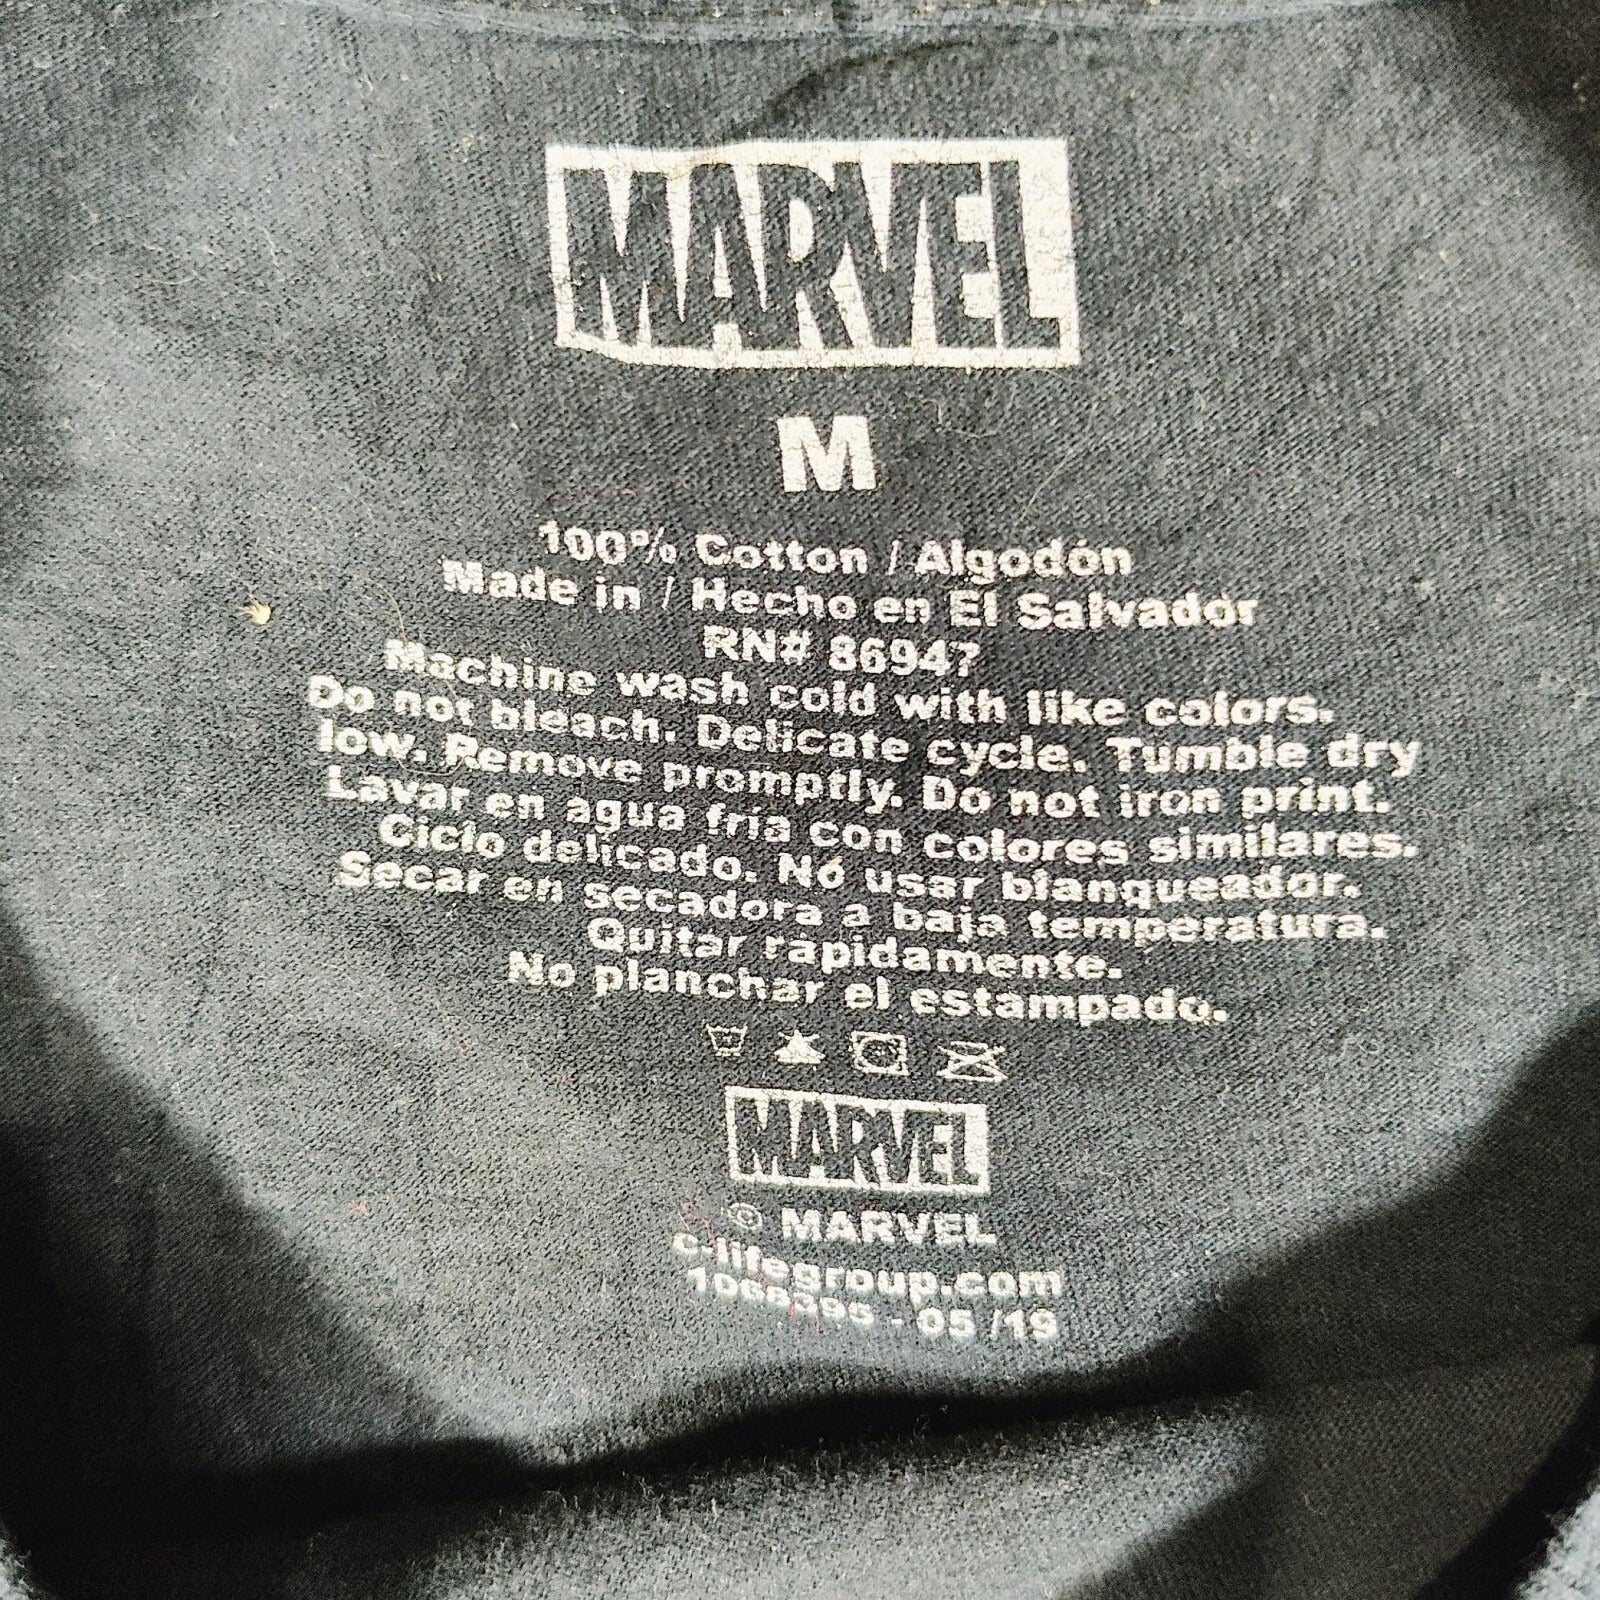 MARVEL
M
100% Cotton / Algodón
Made in / Hecho en El Salvador
RN# 86947
Machine wash cold with like colors.
Do not bleach. Delicate cycle. Tumble dry
low. Remove promptly. Do not iron print.
Lavar en agua fria con colores similares.
Ciclo delicado. No usar blanqueador.
Secar en secadora a baja temperatura.
Quitar rapidamente.
No planchar el estampado.
MARVEL
© MARVEL
c-lifegroup.com
- 05 /19